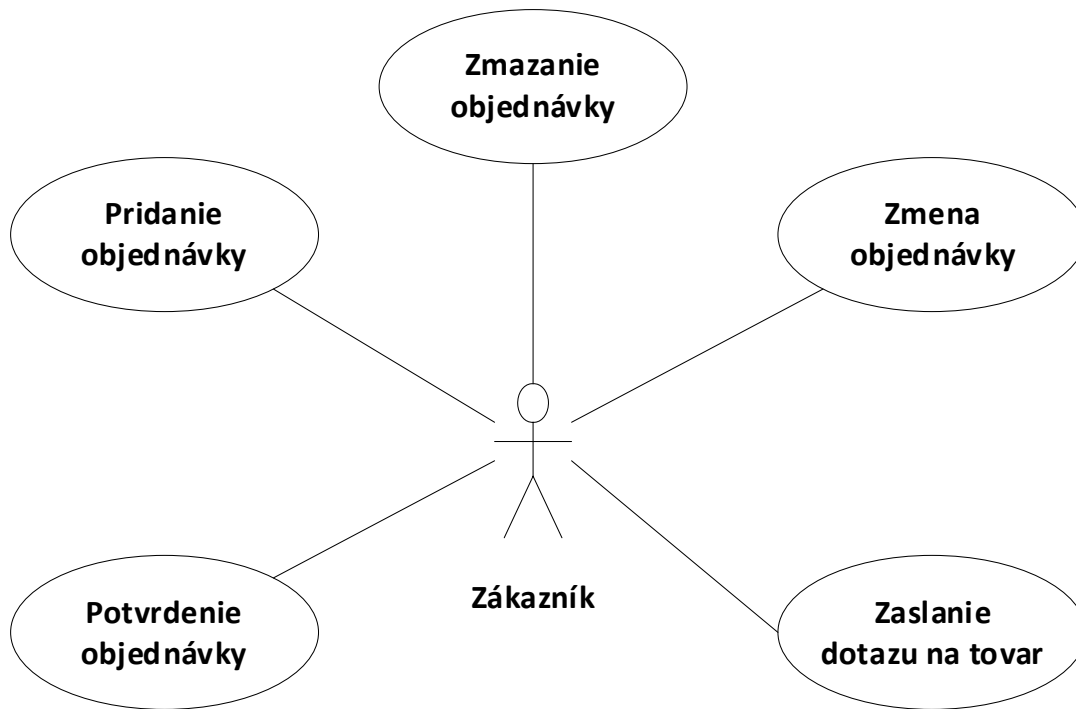 Zmazanie
objednávky
Pridanie
objednávky
Zmena
objednávky
Potvrdenie
objednávky
Zákazník
Zaslanie
dotazu na tovar